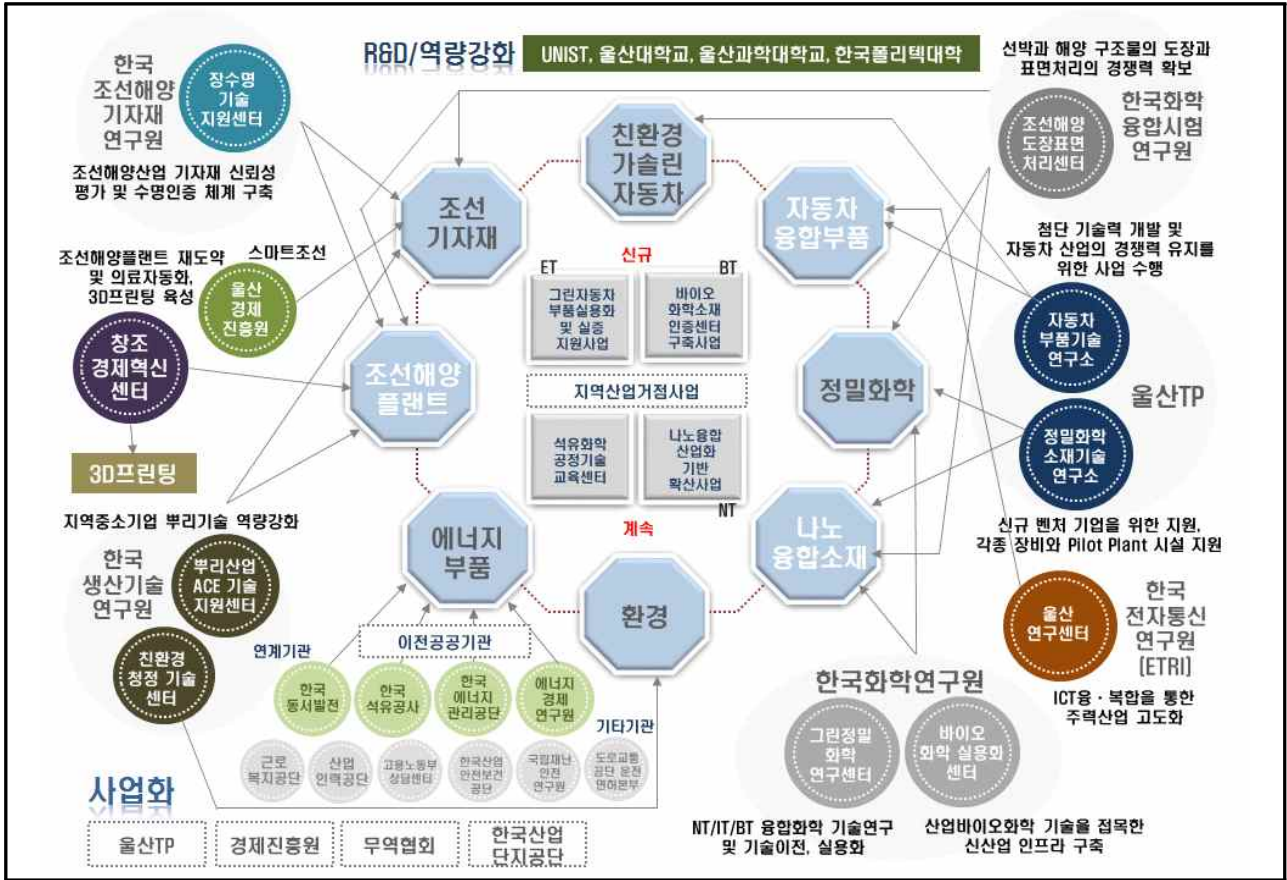 R&D/역량강화
UNIST, 울산대학교, 울산과학대학교, 한국폴리텍대학
한국
조선해양
기자재
연구원
장수명
기술
지원센터
조선해양산업 기자재 신뢰성
평가 및 수명인증 체계 구축
선박과 해양 구조물의 도장과
표면처리의 경쟁력 확보
조선해양
도장표면
처리센터
한국화학
융합시험
연구원
친환경
가솔린
자동차
조선
기자재
자동차
융합부품
조선해양플랜트 재도약
및 의료자동화,
3D프린팅 육성
스마트조선
울산
경제
진흥원
창조
경제혁신
센터
3D프린팅
조선해양
플랜트
신규
ET
BT
그린자동차
부품실용화
및 실증
지원사업
바이오
화학소재
인증센터
구축사업
지역산업거점사업
석유화학
공정기술
교육센터
나노융합
산업화
기반
확산사업
NT
계속
정밀화학
첨단 기술력 개발 및
자동차 산업의 경쟁력 유지를
위한 사업 수행
자동차
부품기술
연구소
울산TP
정밀화학
소재기술
연구소
신규 벤처 기업을 위한 지원,
각종 장비와 Pilot Plant 시설 지원
지역중소기업 뿌리기술 역량강화
한국
생산기술
연구원
뿌리산업
ACE 기술
지원센터
친환경
청정 기술
센터
에너지
부품
환경
나노
융합소재
울산
연구센터
한국
전자통신
연구원
(ETRI)
ICT융·복합을 통한
주력산업 고도화
연계기관
이전공공기관
한국
동서발전
한국
석유공사
한국
에너지
관리공단
에너지
경제
연구원
기타기관
근로
복지공단
산업
인력공단
고용노동부
상담센터
한국산업
안전보건
공단
국립재난
안전
연구원
도로교통
공단 운전
면허본부
한국화학연구원
그린정밀
화학
연구센터
바이오
화학 실용화
센터
NT/IT/BT 융합화학 기술연구
및 기술이전, 실용화
산업바이오화학 기술을 접목한
신산업 인프라 구축
사업화
울산TP
경제진흥원
무역협회
한국산업
단지공단